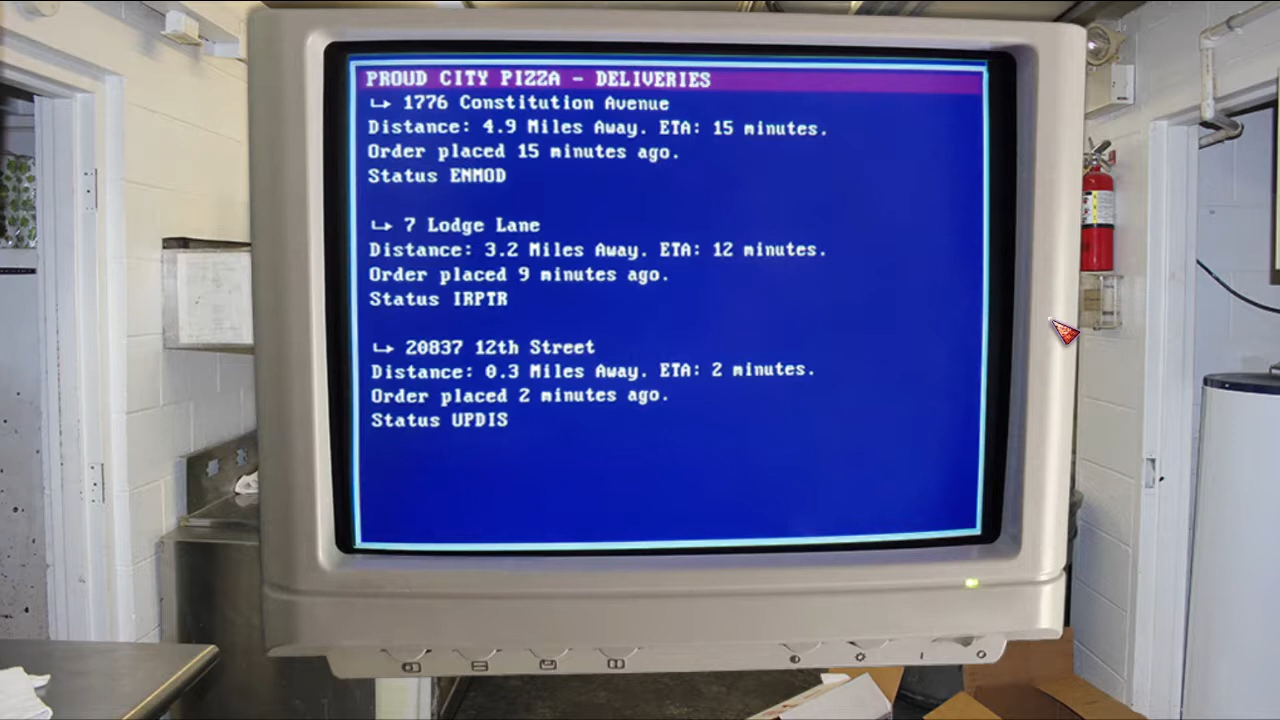 PROUD CITY PIZZA - DELIVERIES
↳ 1776 Constitution Avenue
Distance: 4.9 Miles Away. ETA: 15 minutes.
Order placed 15 minutes ago.
Status ENMOD
↳ 7 Lodge Lane
Distance: 3.2 Miles Away. ETA: 12 minutes.
Order placed 9 minutes ago.
Status IRPTR
↳ 20837 12th Street
Distance: 0.3 Miles Away. ETA: 2 minutes.
Order placed 2 minutes ago.
Status UPDIS